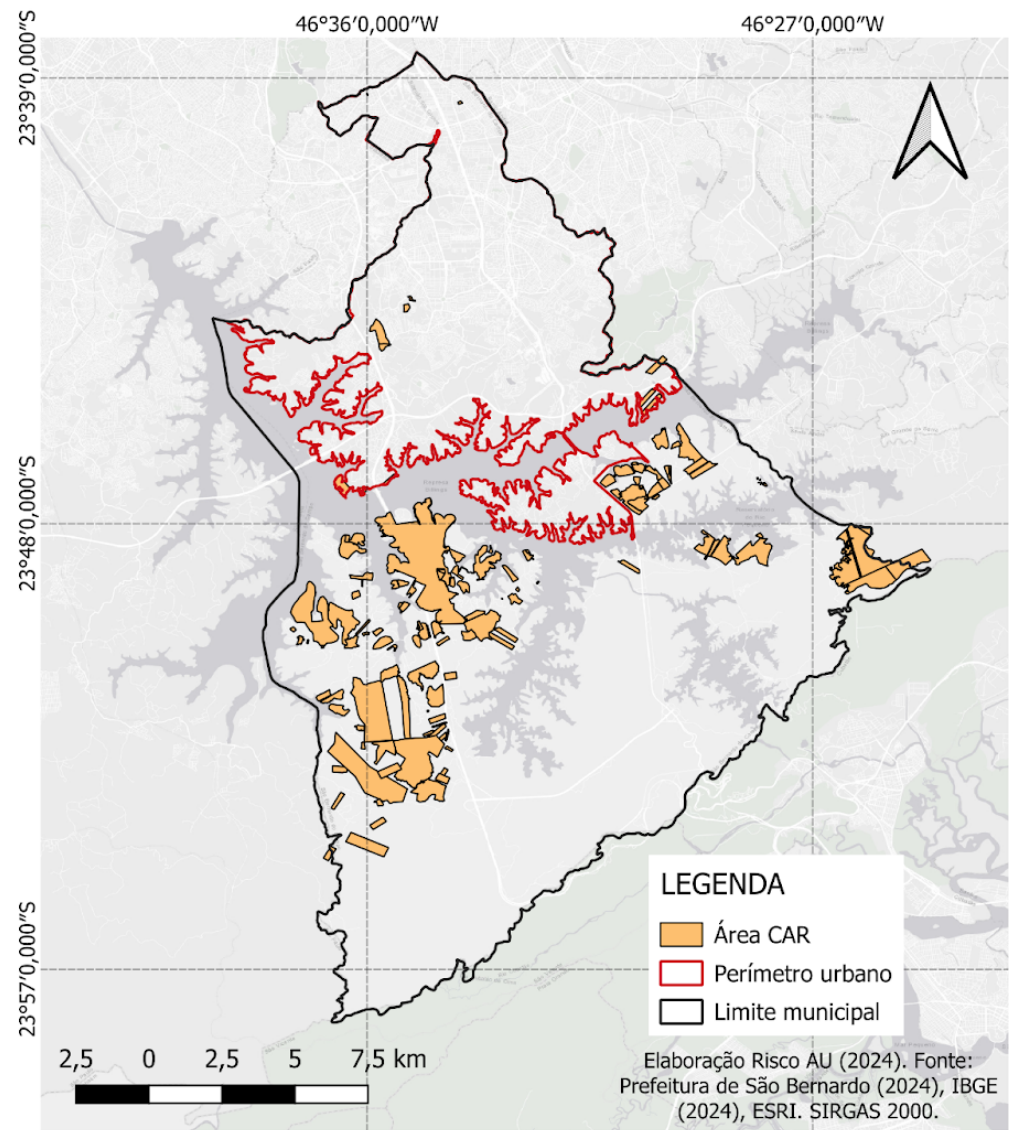 46°36′0,000″W
46°27′0,000″W
23°39′0,000″S
23°48′0,000″S
23°57′0,000″S
LEGENDA
Área CAR
Perímetro urbano
Limite municipal
2,5 0 2,5 5 7,5 km
Elaboração Risco AU (2024). Fonte:
Prefeitura de São Bernardo (2024), IBGE
(2024), ESRI. SIRGAS 2000.